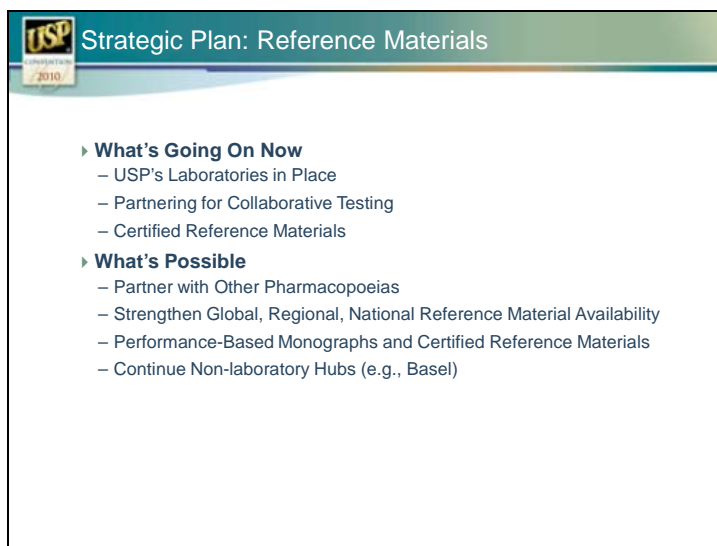 USP
CONVENTION
2010
Strategic Plan: Reference Materials
What's Going On Now
– USP's Laboratories in Place
– Partnering for Collaborative Testing
– Certified Reference Materials
What's Possible
– Partner with Other Pharmacopoeias
– Strengthen Global, Regional, National Reference Material Availability
– Performance-Based Monographs and Certified Reference Materials
– Continue Non-laboratory Hubs (e.g., Basel)